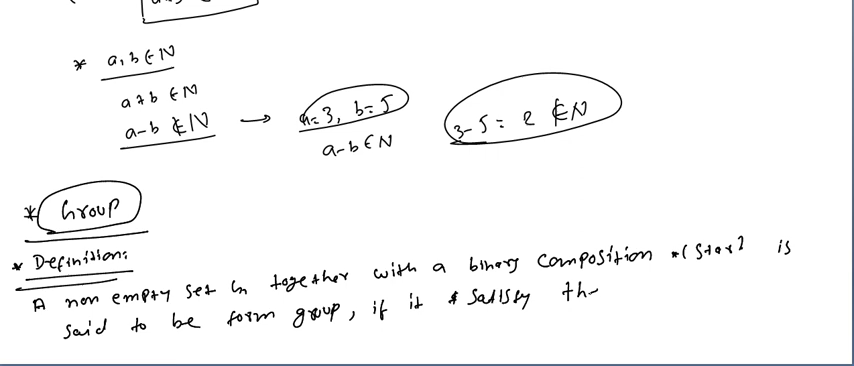 * a, b ∈ N
a+b ∈ N
a-b ∉ N → a=3, b=5 3-5 = 2 ∉ N
a-b ∈ N
* Group
* Definition:
A non empty set G together with a binary composition *(star) is
said to be form group, if it satisfy th